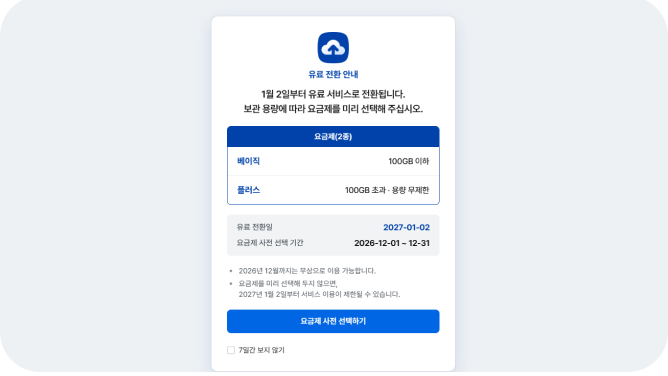 유료 전환 안내
1월 2일부터 유료 서비스로 전환됩니다.
보관 용량에 따라 요금제를 미리 선택해 주십시오.
요금제(2종)
베이직 100GB 이하
플러스 100GB 초과 · 용량 무제한
유료 전환일 2027-01-02
요금제 사전 선택 기간 2026-12-01 ~ 12-31
• 2026년 12월까지는 무상으로 이용 가능합니다.
• 요금제를 미리 선택해 두지 않으면,
2027년 1월 2일부터 서비스 이용이 제한될 수 있습니다.
요금제 사전 선택하기
7일간 보지 않기